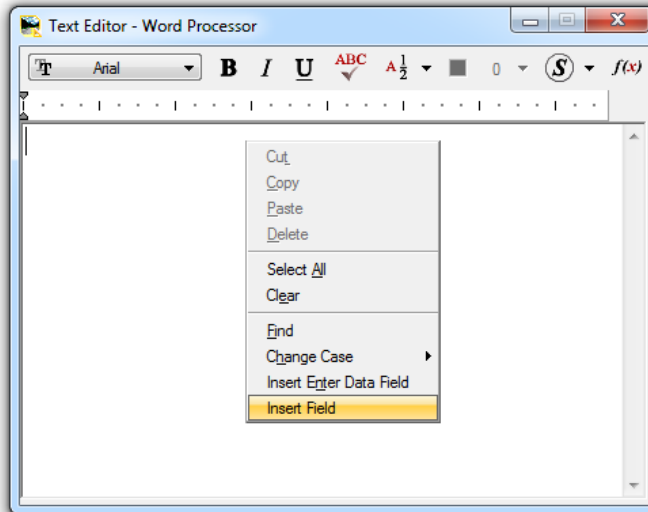 Text Editor - Word Processor
Arial B I U ABC A½ 0 S f(x)
Cut
Copy
Paste
Delete
Select All
Clear
Find
Change Case
Insert Enter Data Field
Insert Field